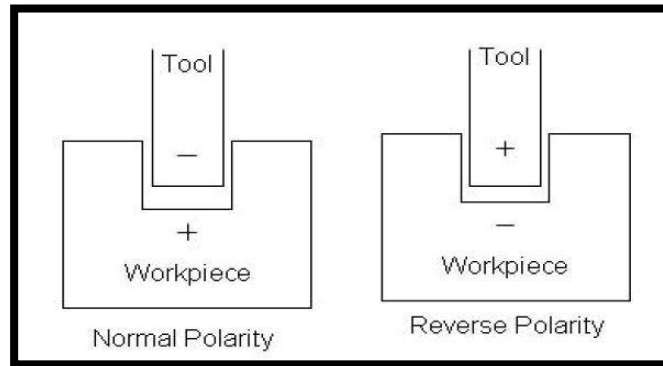 Tool
−
+
Workpiece
Normal Polarity
Tool
+
−
Workpiece
Reverse Polarity